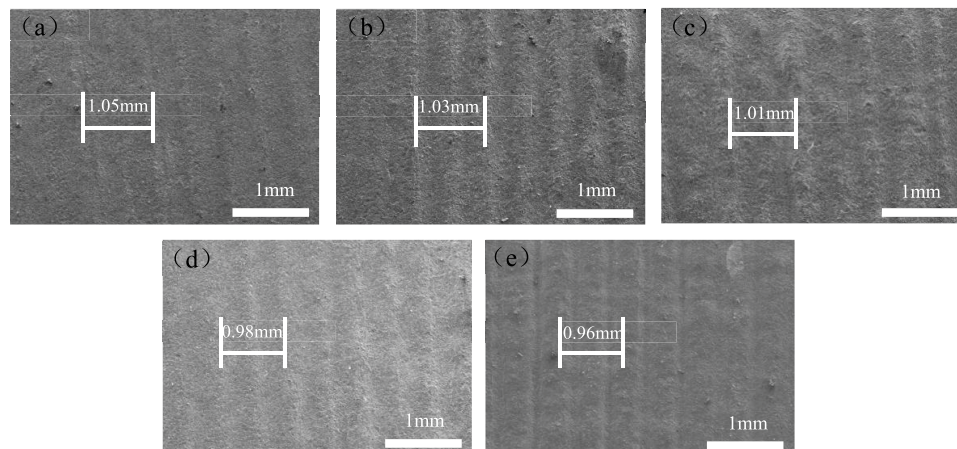 （a）
1.05mm
1mm
（b）
1.03mm
1mm
（c）
1.01mm
1mm
（d）
0.98mm
1mm
（e）
0.96mm
1mm